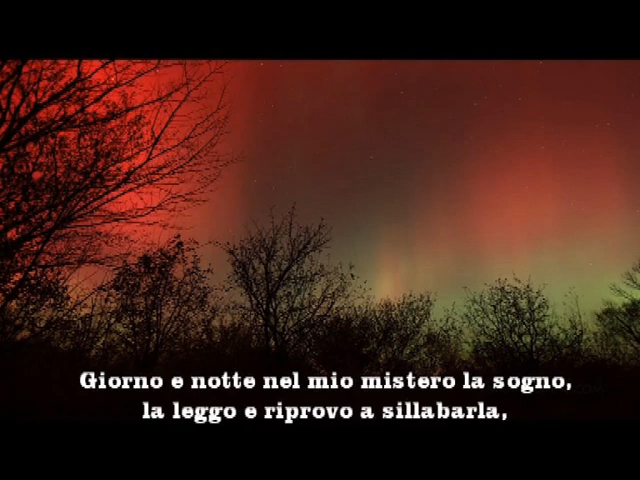 Giorno e notte nel mio mistero la sogno,
la leggo e riprovo a sillabarla,